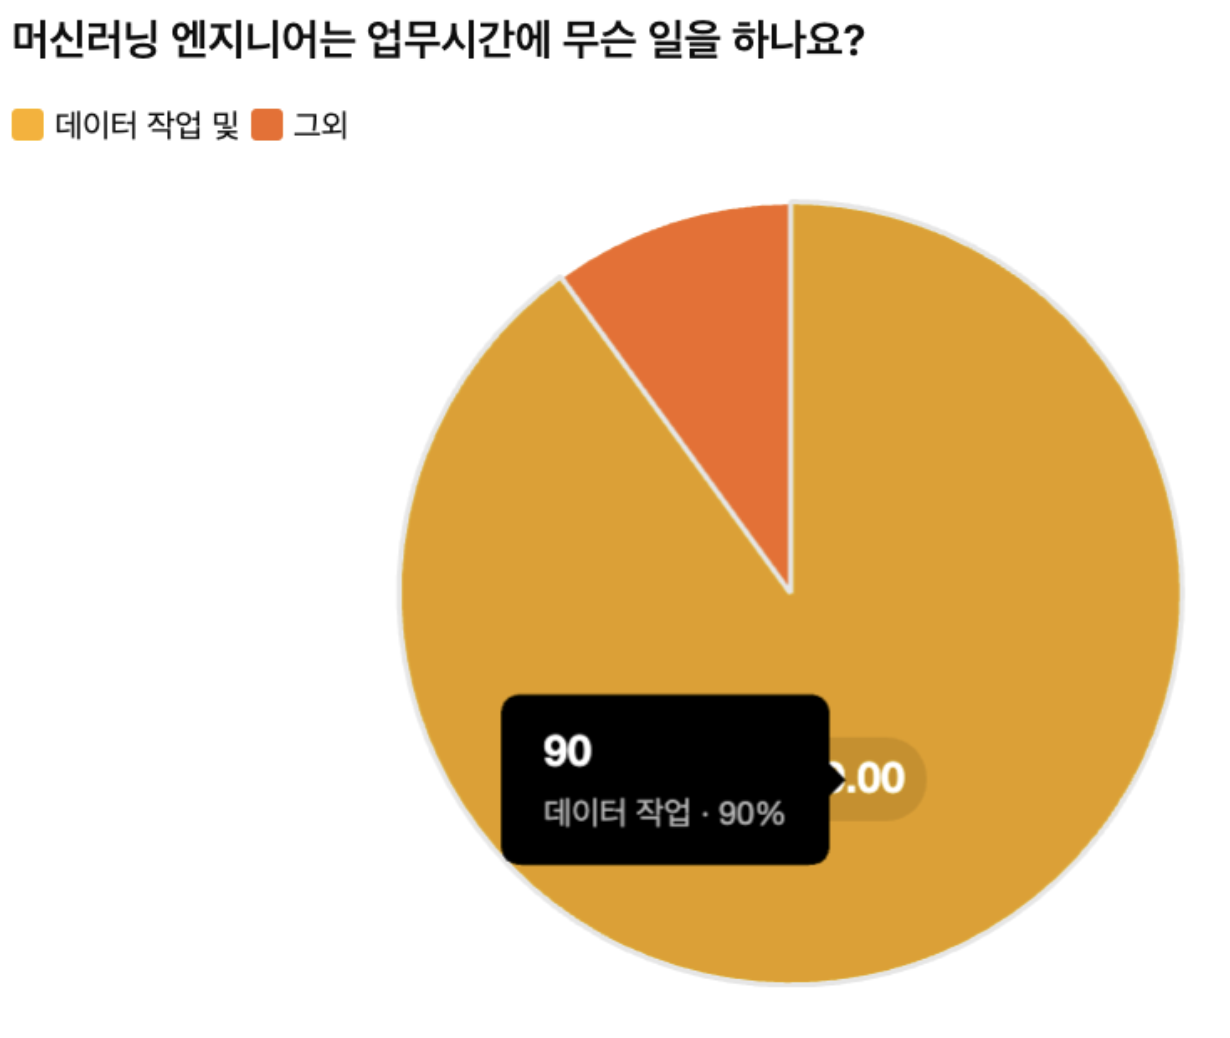 머신러닝 엔지니어는 업무시간에 무슨 일을 하나요?
데이터 작업 및 그외
90
데이터 작업 · 90%
.00